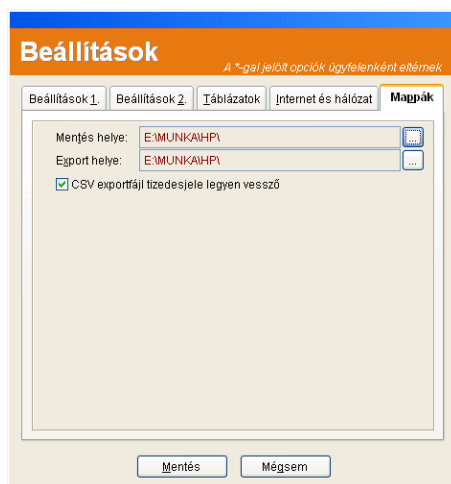 Beállítások
A *-gal jelölt opciók ügyfelenként eltérnek
Beállítások 1. Beállítások 2. Táblázatok Internet és hálózat Mappák
Mentés helye: E:\MUNKA\HP\ ...
Export helye: E:\MUNKA\HP\ ...
CSV exportfájl tizedesjele legyen vessző
Mentés Mégsem